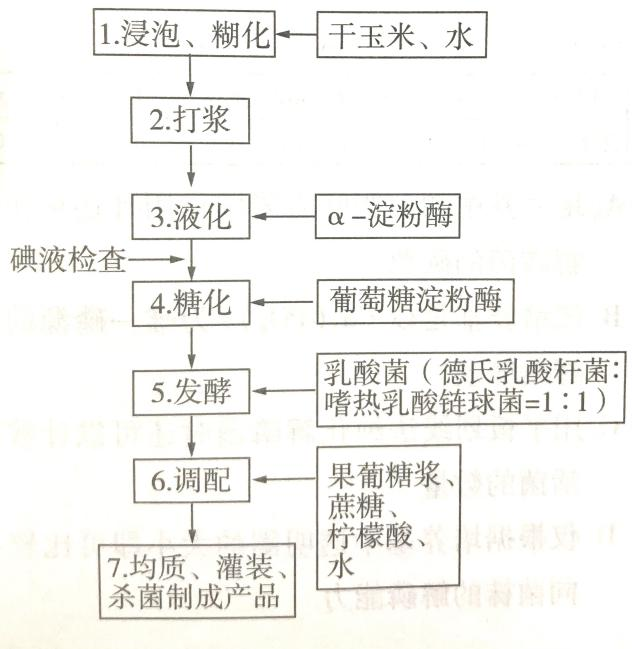 1.浸泡、糊化
干玉米、水
2.打浆
3.液化
α-淀粉酶
碘液检查
4.糖化
葡萄糖淀粉酶
5.发酵
乳酸菌（德氏乳酸杆菌：
嗜热乳酸链球菌=1：1）
6.调配
果葡糖浆、
蔗糖、
柠檬酸、
水
7.均质、灌装、
杀菌制成产品